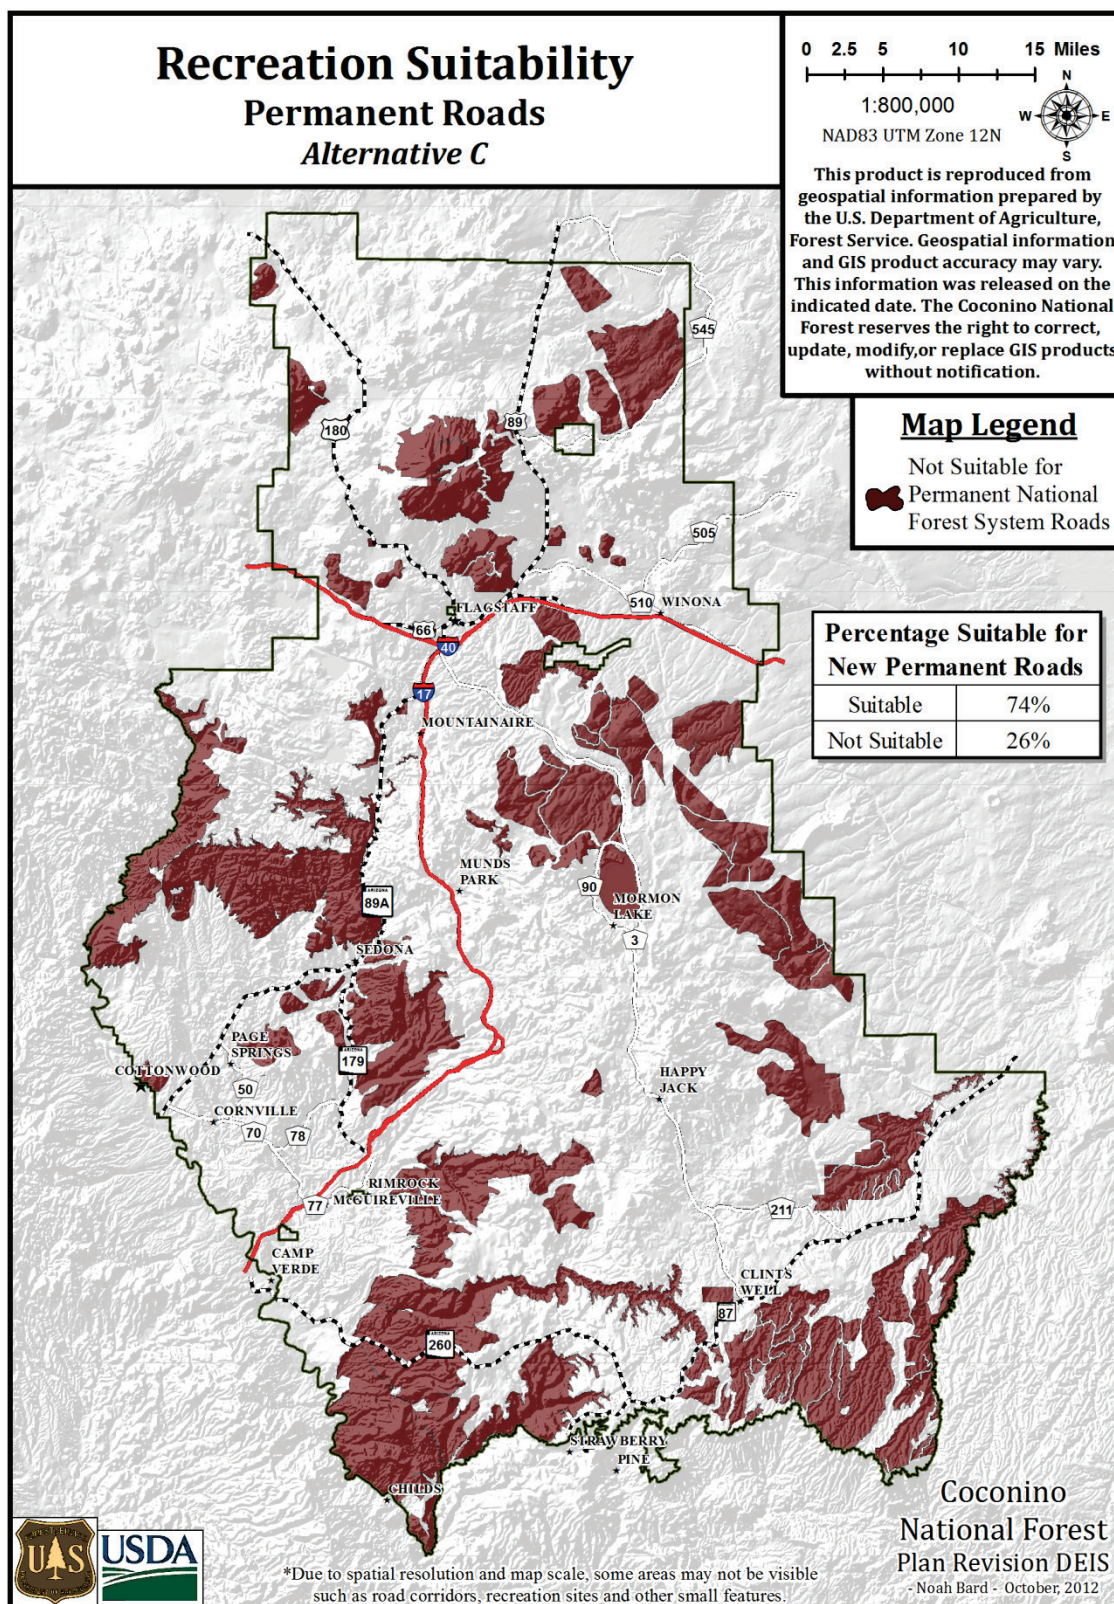 Recreation Suitability
Permanent Roads
Alternative C
0 2.5 5 10 15 Miles
1:800,000
NAD83 UTM Zone 12N
N
W E
S
This product is reproduced from
geospatial information prepared by
the U.S. Department of Agriculture,
Forest Service. Geospatial information
and GIS product accuracy may vary.
This information was released on the
indicated date. The Coconino National
Forest reserves the right to correct,
update, modify,or replace GIS products
without notification.
Map Legend
Not Suitable for
Permanent National
Forest System Roads
Percentage Suitable for
New Permanent Roads
Suitable 74%
Not Suitable 26%
545
180
89
505
510
WINONA
FLAGSTAFF
66
40
17
MOUNTAINAIRE
MUNDS
PARK
90
MORMON
LAKE
3
ARIZONA
89A
SEDONA
PAGE
SPRINGS
ARIZONA
179
COTTONWOOD
50
CORNVILLE
70
78
HAPPY
JACK
RIMROCK
MCGUIREVILLE
77
211
CAMP
VERDE
CLINTS
WELL
87
ARIZONA
260
STRAWBERRY
PINE
CHILDS
Coconino
National Forest
Plan Revision DEIS
- Noah Bard - October, 2012
U S
USDA
*Due to spatial resolution and map scale, some areas may not be visible
such as road corridors, recreation sites and other small features.